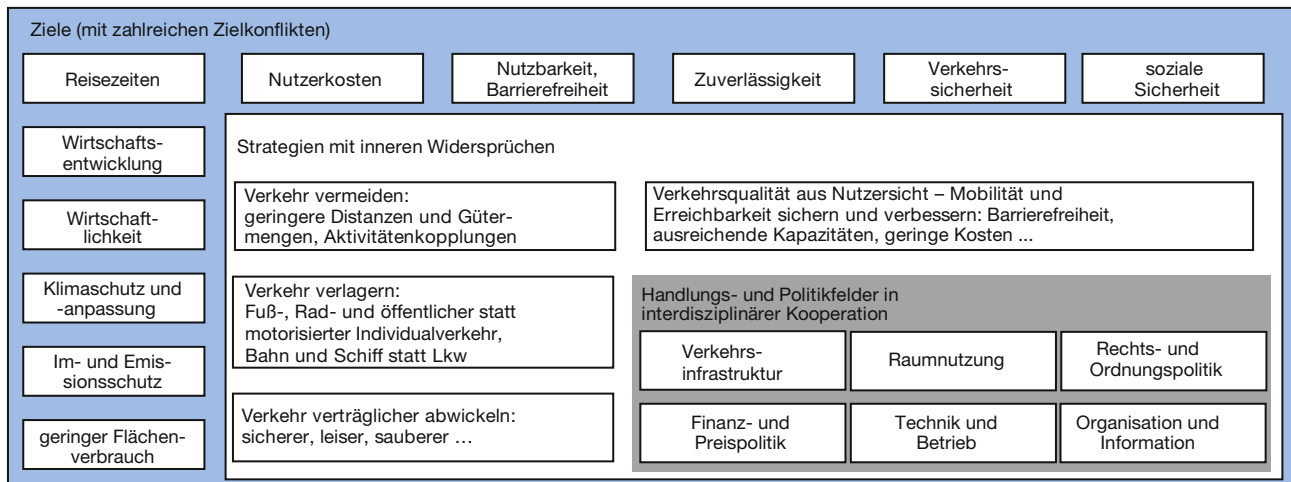 Ziele (mit zahlreichen Zielkonflikten)
Reisezeiten
Nutzerkosten
Nutzbarkeit,
Barrierefreiheit
Zuverlässigkeit
Verkehrs-
sicherheit
soziale
Sicherheit
Wirtschafts-
entwicklung
Wirtschaft-
lichkeit
Klimaschutz und
-anpassung
Im- und Emis-
sionsschutz
geringer Flächen-
verbrauch
Strategien mit inneren Widersprüchen
Verkehr vermeiden:
geringere Distanzen und Güter-
mengen, Aktivitätenkopplungen
Verkehr verlagern:
Fuß-, Rad- und öffentlicher statt
motorisierter Individualverkehr,
Bahn und Schiff statt Lkw
Verkehr verträglicher abwickeln:
sicherer, leiser, sauberer …
Verkehrsqualität aus Nutzersicht – Mobilität und
Erreichbarkeit sichern und verbessern: Barrierefreiheit,
ausreichende Kapazitäten, geringe Kosten ...
Handlungs- und Politikfelder in
interdisziplinärer Kooperation
Verkehrs-
infrastruktur
Raumnutzung
Rechts- und
Ordnungspolitik
Finanz- und
Preispolitik
Technik und
Betrieb
Organisation und
Information